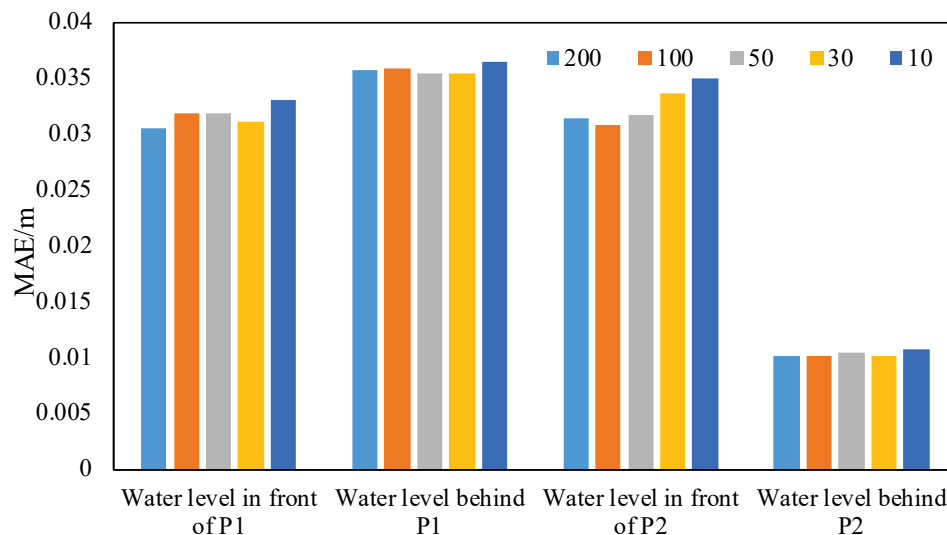 0.04
200 100 50 30 10
0.035
0.03
0.025
0.02
0.015
0.01
0.005
0
MAE/m
Water level in front
of P1
Water level behind
P1
Water level in front
of P2
Water level behind
P2